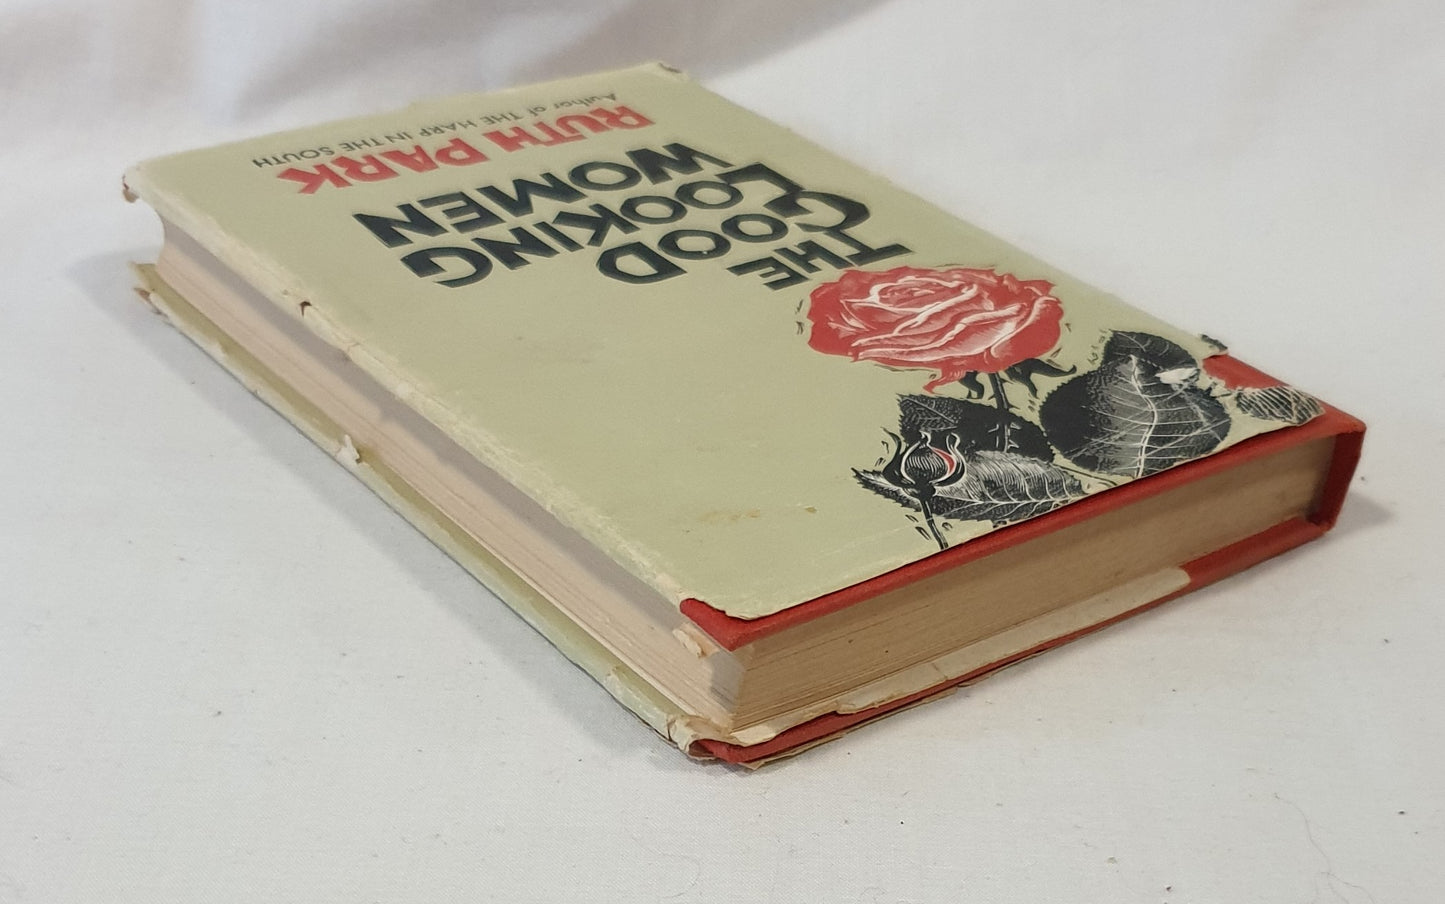 THE
GOOD
LOOKING
WOMEN
RUTH PARK
Author of THE HARP IN THE SOUTH